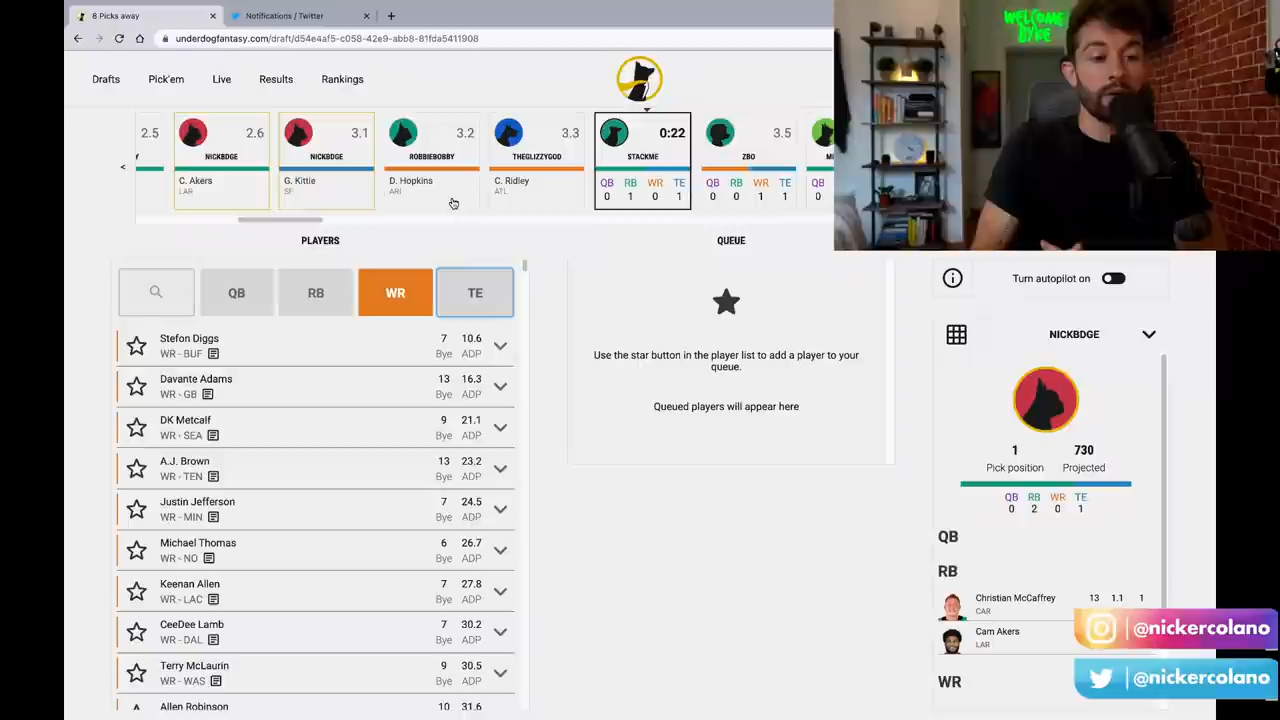 6 Picks away
Notifications / Twitter
underdogfantasy.com/draft/d54e4af5-c058-42e9-abb8-81fda5411908
WELCOME
Drafts
Pick'em
Live
Results
Rankings
2.5
2.6
NICKBDGE
C. Akers
LAR
3.1
NICKBDGE
G. Kittle
SF
3.2
ROBBIEBOBBY
D. Hopkins
ARI
3.3
THEGLIZZYGOD
C. Ridley
ATL
0:22
STACKME
QB RB WR TE
0 1 0 1
3.5
ZBO
QB RB WR TE
0 0 1 1
QB
0
<
PLAYERS
QUEUE
QB
RB
WR
TE
Stefon Diggs 7 10.6
WR - BUF Bye ADP
Davante Adams 13 16.3
WR - GB Bye ADP
DK Metcalf 9 21.1
WR - SEA Bye ADP
A.J. Brown 13 23.2
WR - TEN Bye ADP
Justin Jefferson 7 24.5
WR - MIN Bye ADP
Michael Thomas 6 26.7
WR - NO Bye ADP
Keenan Allen 7 27.8
WR - LAC Bye ADP
CeeDee Lamb 7 30.2
WR - DAL Bye ADP
Terry McLaurin 9 30.5
WR - WAS Bye ADP
Allen Robinson 10 31.6
Use the star button in the player list to add a player to your
queue.
Queued players will appear here
Turn autopilot on
NICKBDGE
1 730
Pick position Projected
QB RB WR TE
0 2 0 1
QB
RB
Christian McCaffrey 13 1.1 1
CAR
Cam Akers
LAR
WR
@nickercolano
@nickercolano